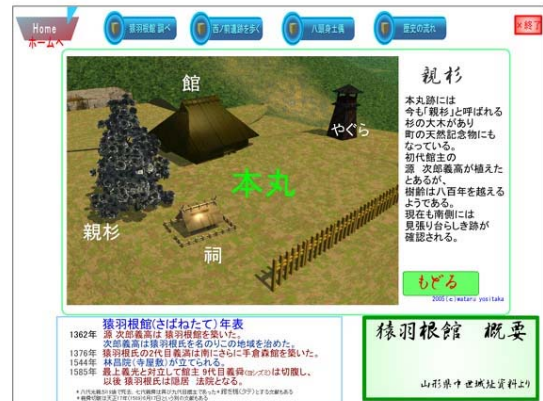 Home
ホームへ
猿羽根館 調べ
西ノ前遺跡を歩く
八頭身土偶
歴史の流れ
×終了
館
やぐら
本丸
親杉
祠
親杉
本丸跡には
今も「親杉」と呼ばれる
杉の大木があり
町の天然記念物にも
なっている。
初代館主の
源 次郎義高が植えた
とあるが、
樹齢は八百年を越える
ようである。
現在も南側には
見張り台らしき跡が
確認される。
もどる
2005(c)wataru yositaka
猿羽根館(さばねたて)年表
1362年 源 次郎義高は 猿羽根館を築いた。
次郎義高は猿羽根氏を名のりこの地域を治めた。
1376年 猿羽根氏の2代目義満は南にさらに手倉森館を築いた。
1544年 林昌院(寺屋敷)が立てられる。
1585年 最上義光と対立して館主 9代目義舜(ヨシズミ)は切腹し、
以後 猿羽根氏は隠居 法院となる。
猿羽根館 概要
山形県中世城址資料より